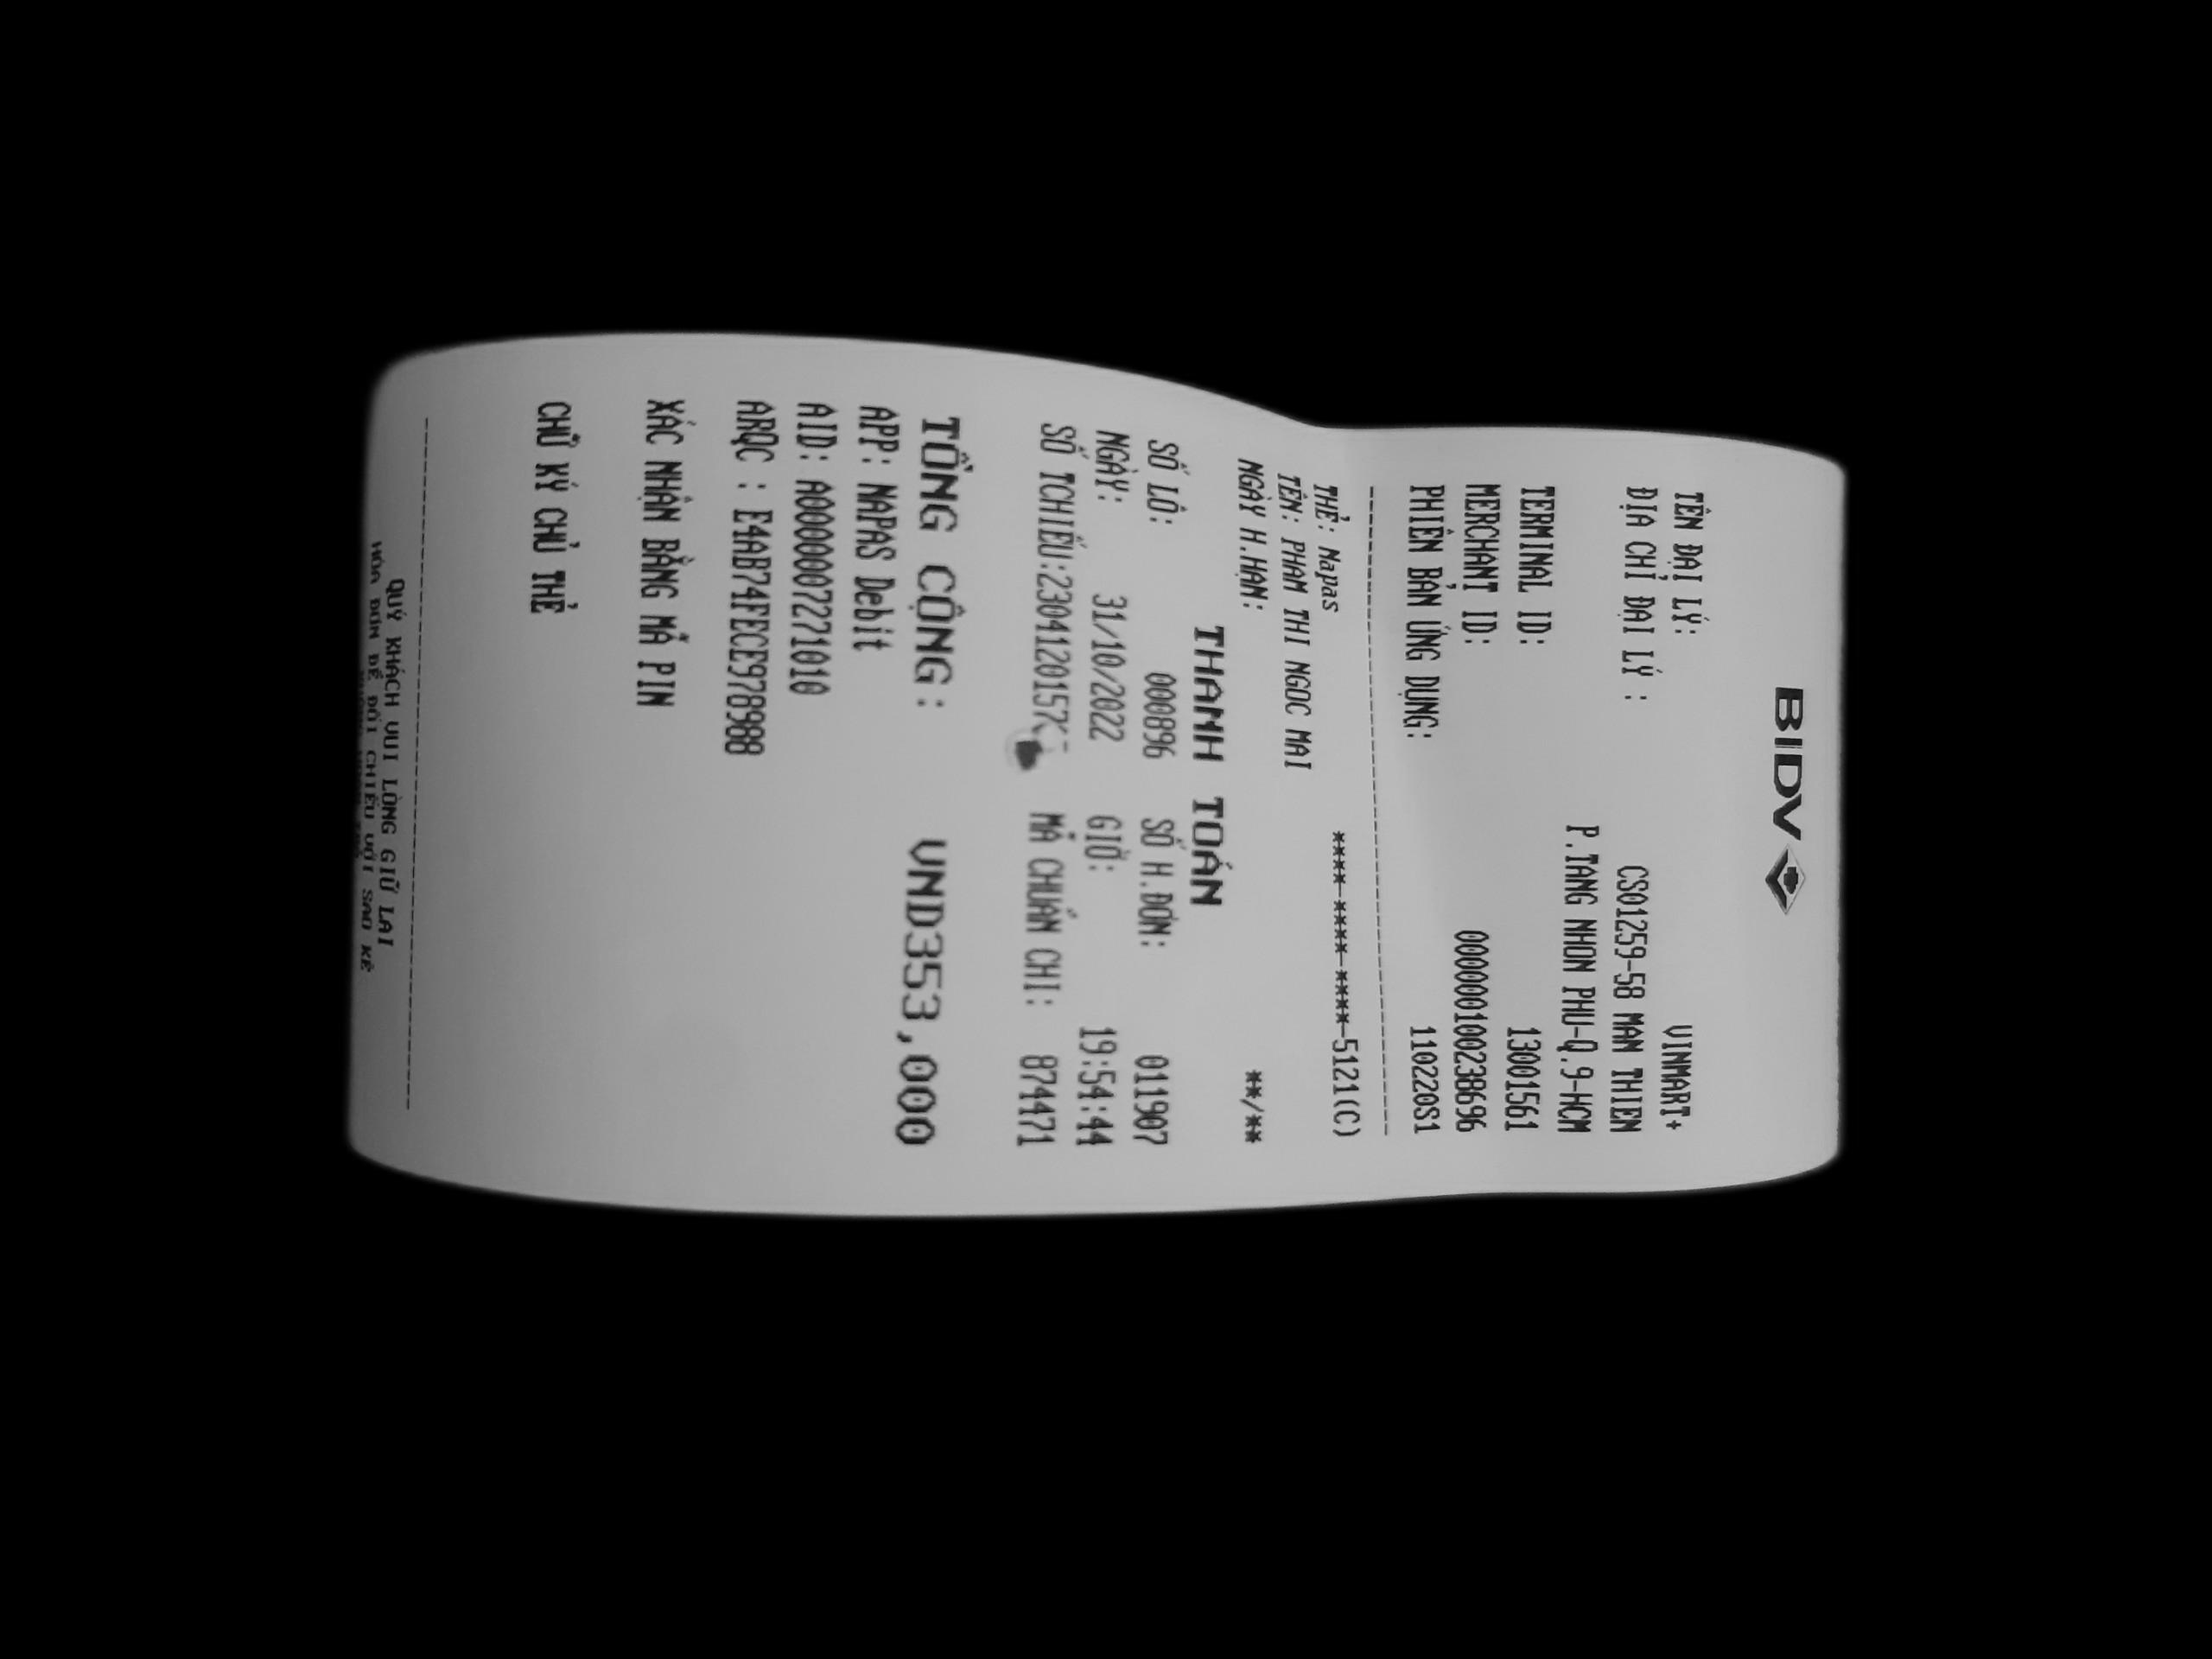 BIDV
TÊN ĐẠI LÝ: VINMART+
ĐỊA CHỈ ĐẠI LÝ : CS01259-58 MAN THIEN
P.TANG NHON PHU-Q.9-HCM
TERMINAL ID: 13001561
MERCHANT ID: 000000100238696
PHIÊN BẢN ỨNG DỤNG: 110220S1
THẺ: NapaS ****-****-****-5121(C)
TÊN: PHAM THI NGOC MAI
NGÀY H.HẠN: **/**
THANH TOÁN
SỐ LÔ: 000896 SỐ H.ĐƠN: 011907
NGÀY: 31/10/2022 GIỜ: 19:54:44
SỐ TCHIẾU: MÃ CHUẨN CHI: 874471
TỔNG CỘNG: VND353,000
APP: NAPAS Debit
AID: A0000007271010
ARQC : E4AB74FECE978988
XÁC NHẬN BẰNG MÃ PIN
CHỮ KÝ CHỦ THẺ
QUÝ KHÁCH VUI LÒNG GIỮ LẠI
HÓA ĐƠN ĐỂ ĐỐI CHIẾU VỚI SAO KÊ